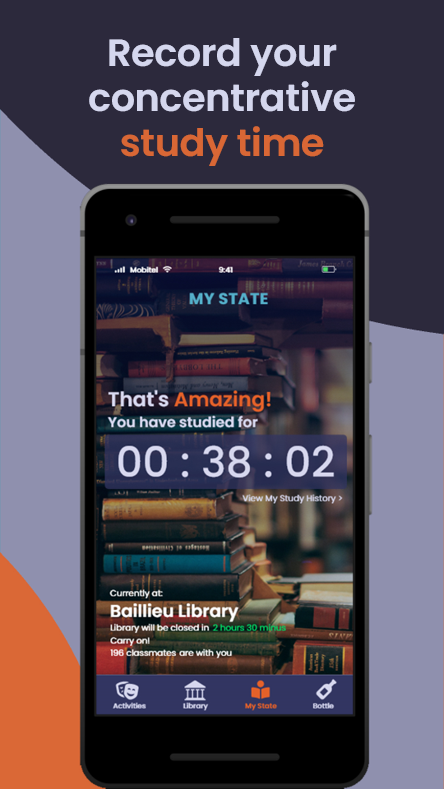 Record your
concentrative
study time
Mobitel 9:41
MY STATE
That's Amazing!
You have studied for
00 : 38 : 02
View My Study History >
Currently at:
Baillieu Library
Library will be closed in 2 hours 30 minus
Carry on!
196 classmates are with you
Activities Library My State Bottle